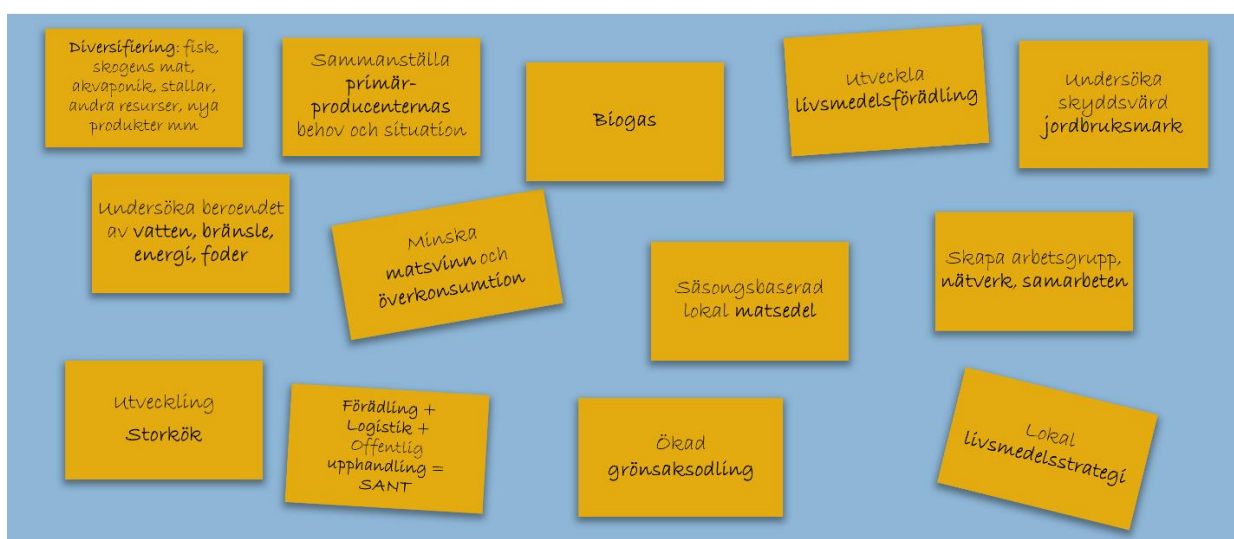 Diversifiering: fisk,
skogens mat,
akvaponik, stallar,
andra resurser, nya
produkter mm
Sammanställa
primär-
producenternas
behov och situation
Biogas
Utveckla
livsmedelsförädling
Undersöka
skyddsvärd
jordbruksmark
Undersöka beroendet
av vatten, bränsle,
energi, foder
Minska
matsvinn och
överkonsumtion
Säsongsbaserad
lokal matsedel
Skapa arbetsgrupp,
nätverk, samarbeten
Utveckling
Storkök
Förädling +
Logistik +
Offentlig
upphandling =
SANT
Ökad
grönsaksodling
Lokal
livsmedelsstrategi